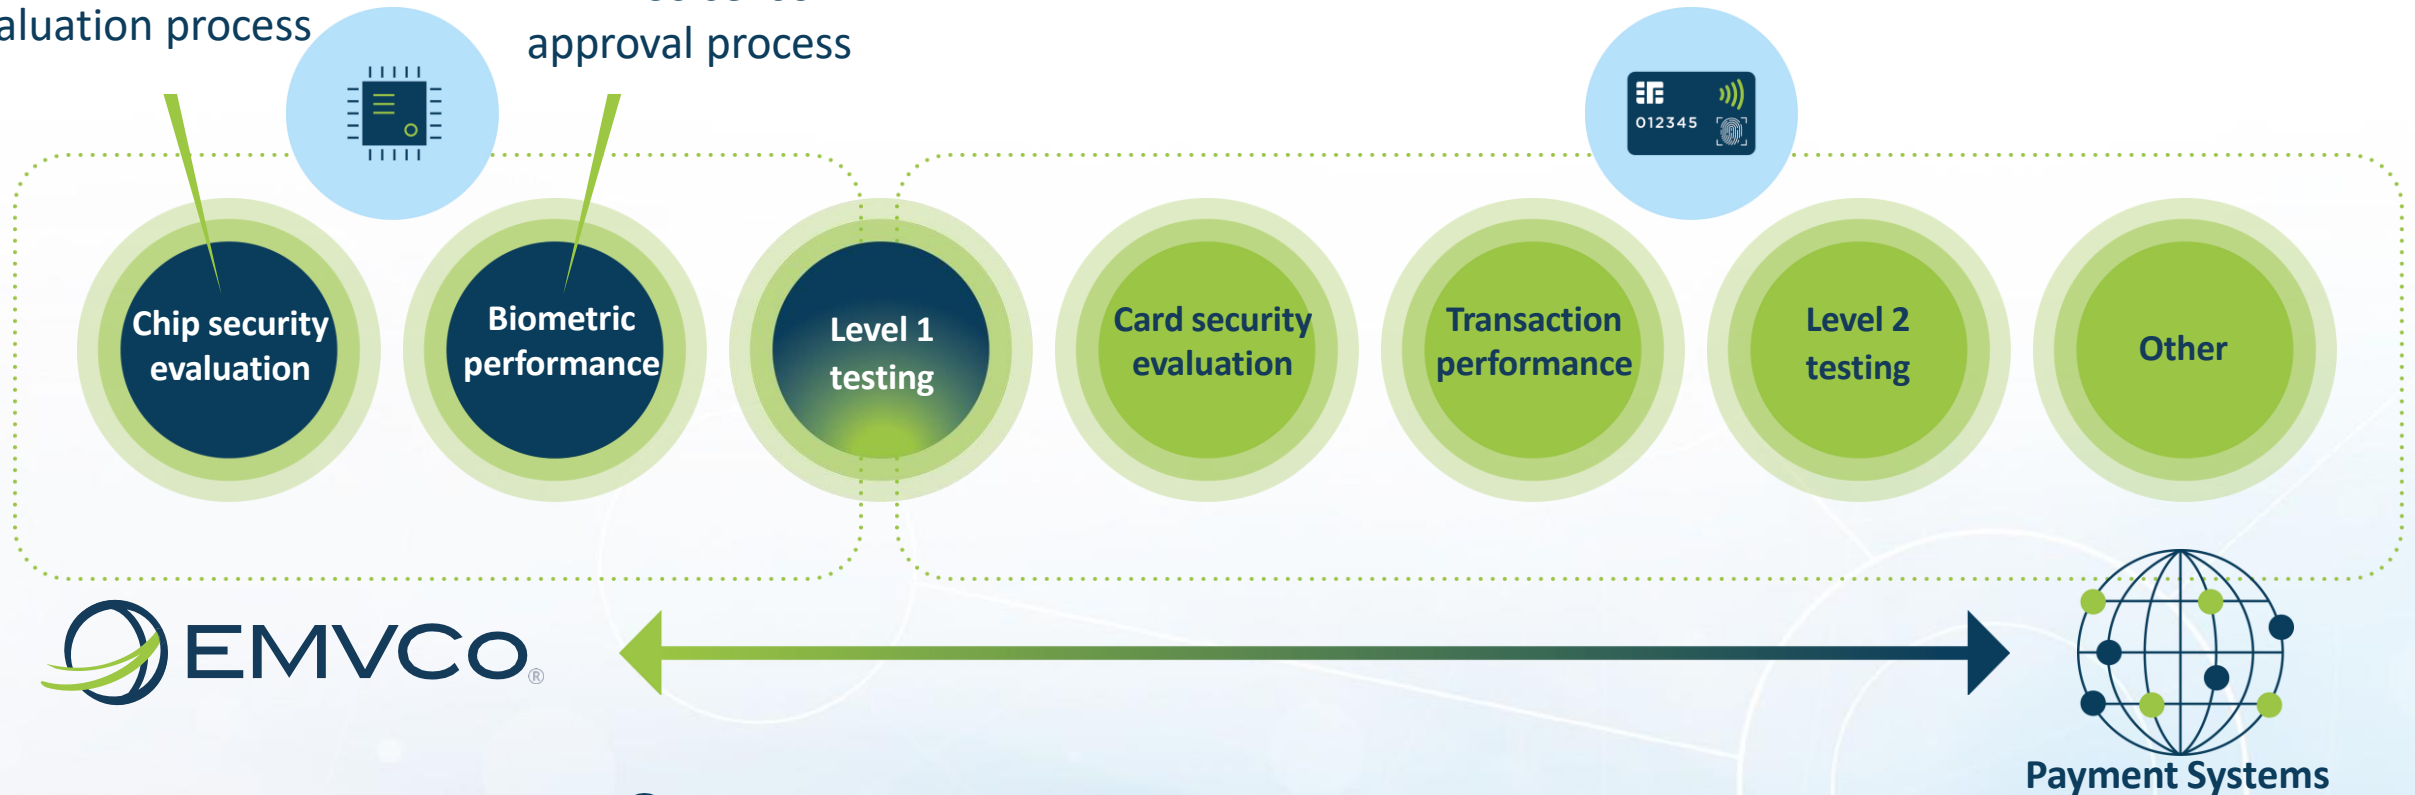 evaluation process
approval process
012345
Chip security
evaluation
Biometric
performance
Level 1
testing
Card security
evaluation
Transaction
performance
Level 2
testing
Other
EMVCo®
Payment Systems